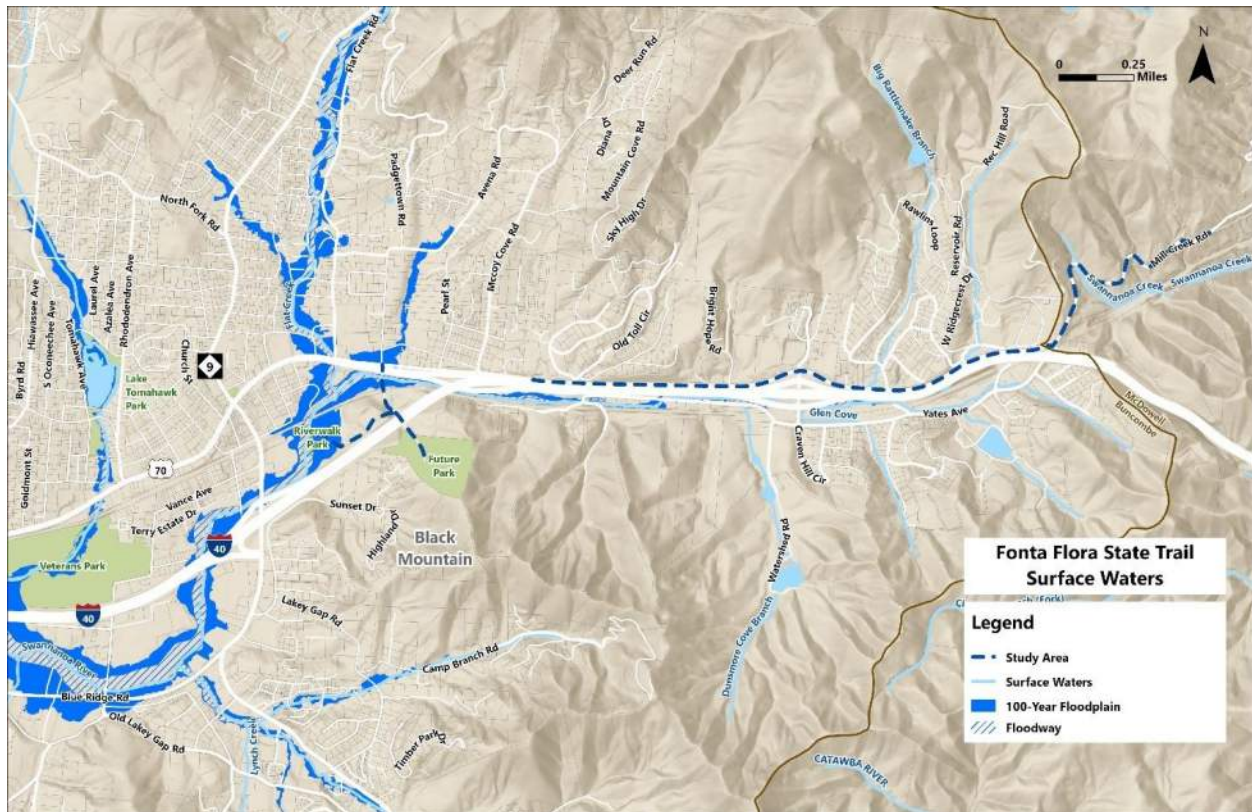 Flat Creek Rd
Deer Run Rd
N
0 0.25
Miles
Big Rattlesnake Branch
Diana Dr
Mountain Cove Rd
Rec Hill Road
Padgettown Rd
Avena Rd
North Fork Rd
Mccoy Cove Rd
Sky High Dr
Rawlins Loop
Reservoir Rd
Mill Creek Rd
Swannanoa Creek
Swannanoa Creek
Hiawassee Ave
S Oconeechee Ave
Tomahawk Ave
Laurel Ave
Azalea Ave
Rhododendron Ave
Flat Creek
Pearl St
Old Toll Cir
Bright Hope Rd
W Ridgecrest Dr
Byrd Rd
Church St
9
Lake
Tomahawk
Park
McDowell
Buncombe
Glen Cove
Yates Ave
Craven Hill Cir
Riverwalk
Park
Future
Park
Goldmont St
70
Vance Ave
Terry Estate Dr
Sunset Dr
Highland Dr
Black
Mountain
40
Veterans Park
Watershed Rd
40
Lakey Gap Rd
Dunsmore Cove Branch
Swannanoa River
Camp Branch Rd
Blue Ridge Rd
Old Lakey Gap Rd
Lynch Creek
Timber Park Dr
CATAWBA RIVER
(Fork)
Fonta Flora State Trail
Surface Waters
Legend
Study Area
Surface Waters
100-Year Floodplain
Floodway